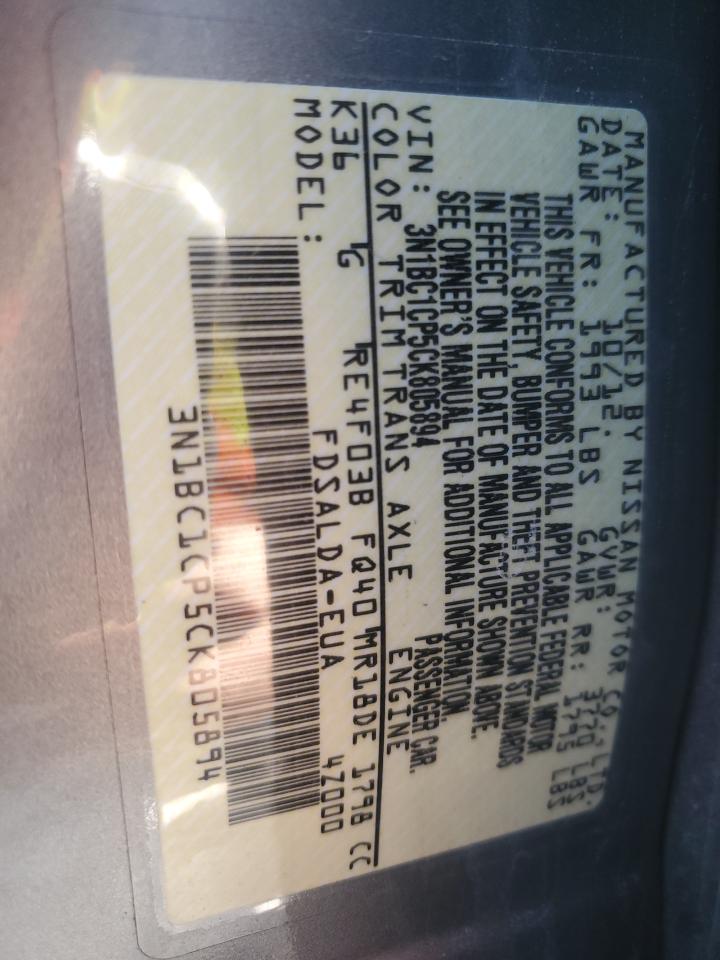 MANUFACTURED BY NISSAN MOTOR CO., LTD.
DATE: 10/12. GVWR: 3770 LBS
GAWR FR: 1993 LBS GAWR RR: 1795 LBS
THIS VEHICLE CONFORMS TO ALL APPLICABLE FEDERAL MOTOR
VEHICLE SAFETY, BUMPER AND THEFT PREVENTION STANDARDS
IN EFFECT ON THE DATE OF MANUFACTURE SHOWN ABOVE.
SEE OWNER'S MANUAL FOR ADDITIONAL INFORMATION.
VIN: 3N1BC1CP5CK805894 PASSENGER CAR.
COLOR TRIM TRANS AXLE ENGINE
K36 G RE4F03B FQ40 MR18DE 1798 CC
MODEL: FDSALDA-EUA 4Z000
3N1BC1CP5CK805894